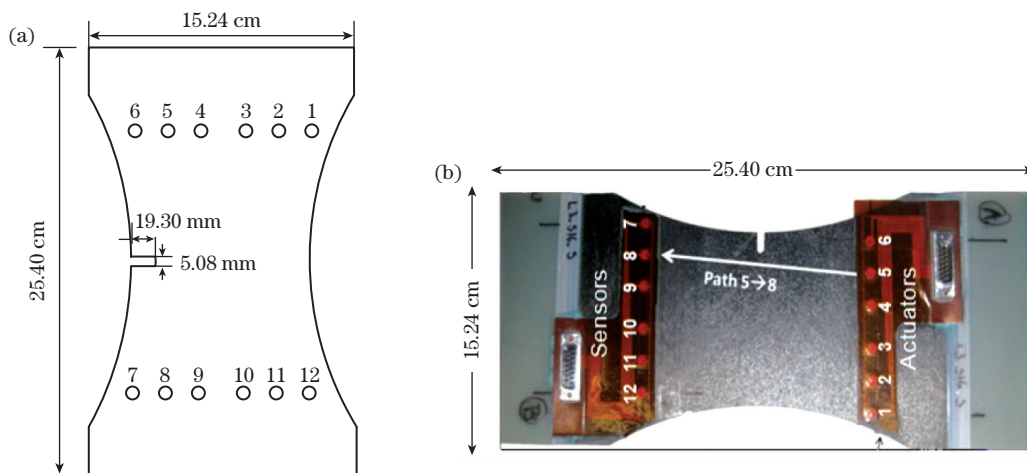 (a)
15.24 cm
6 5 4 3 2 1
25.40 cm
19.30 mm
5.08 mm
7 8 9 10 11 12
(b)
25.40 cm
15.24 cm
Sensors
7
8
9
10
11
12
Path 5→8
Actuators
6
5
4
3
2
1
A
B